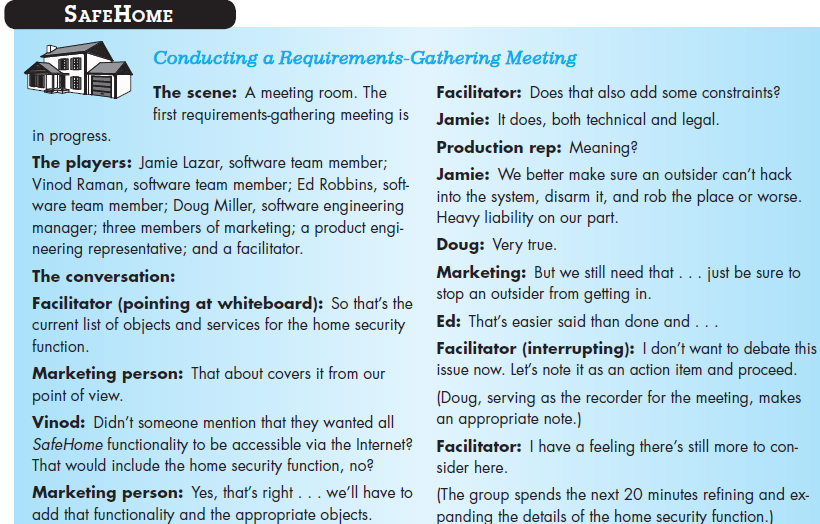 SAFEHOME
Conducting a Requirements-Gathering Meeting
The scene: A meeting room. The
first requirements-gathering meeting is
in progress.
The players: Jamie Lazar, software team member;
Vinod Raman, software team member; Ed Robbins, soft-
ware team member; Doug Miller, software engineering
manager; three members of marketing; a product engi-
neering representative; and a facilitator.
The conversation:
Facilitator (pointing at whiteboard): So that's the
current list of objects and services for the home security
function.
Marketing person: That about covers it from our
point of view.
Vinod: Didn't someone mention that they wanted all
SafeHome functionality to be accessible via the Internet?
That would include the home security function, no?
Marketing person: Yes, that's right . . . we'll have to
add that functionality and the appropriate objects.
Facilitator: Does that also add some constraints?
Jamie: It does, both technical and legal.
Production rep: Meaning?
Jamie: We better make sure an outsider can't hack
into the system, disarm it, and rob the place or worse.
Heavy liability on our part.
Doug: Very true.
Marketing: But we still need that . . . just be sure to
stop an outsider from getting in.
Ed: That's easier said than done and . . .
Facilitator (interrupting): I don't want to debate this
issue now. Let's note it as an action item and proceed.
(Doug, serving as the recorder for the meeting, makes
an appropriate note.)
Facilitator: I have a feeling there's still more to con-
sider here.
(The group spends the next 20 minutes refining and ex-
panding the details of the home security function.)